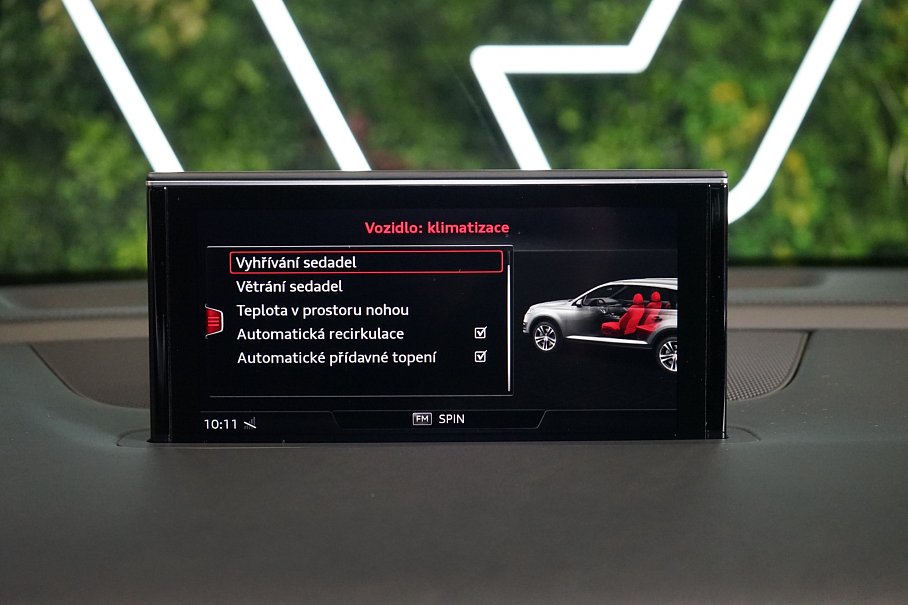 Vozidlo: klimatizace
Vyhřívání sedadel
Větrání sedadel
Teplota v prostoru nohou
Automatická recirkulace
Automatické přídavné topení
10:11
FM SPIN